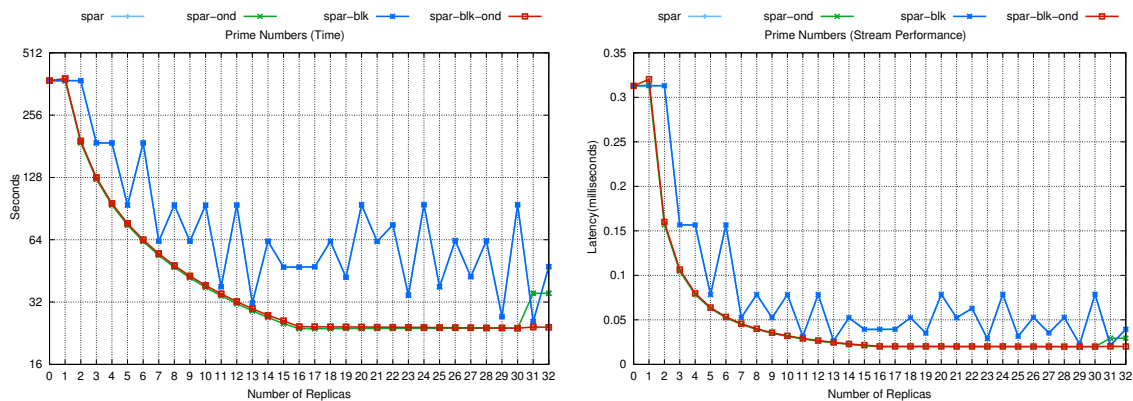 spar spar-ond spar-blk spar-blk-ond
Prime Numbers (Time)
512
256
128
64
32
16
Seconds
0 1 2 3 4 5 6 7 8 9 10 11 12 13 14 15 16 17 18 19 20 21 22 23 24 25 26 27 28 29 30 31 32
Number of Replicas
spar spar-ond spar-blk spar-blk-ond
Prime Numbers (Stream Performance)
0.35
0.3
0.25
0.2
0.15
0.1
0.05
0
Latency(milliseconds)
0 1 2 3 4 5 6 7 8 9 10 11 12 13 14 15 16 17 18 19 20 21 22 23 24 25 26 27 28 29 30 31 32
Number of Replicas